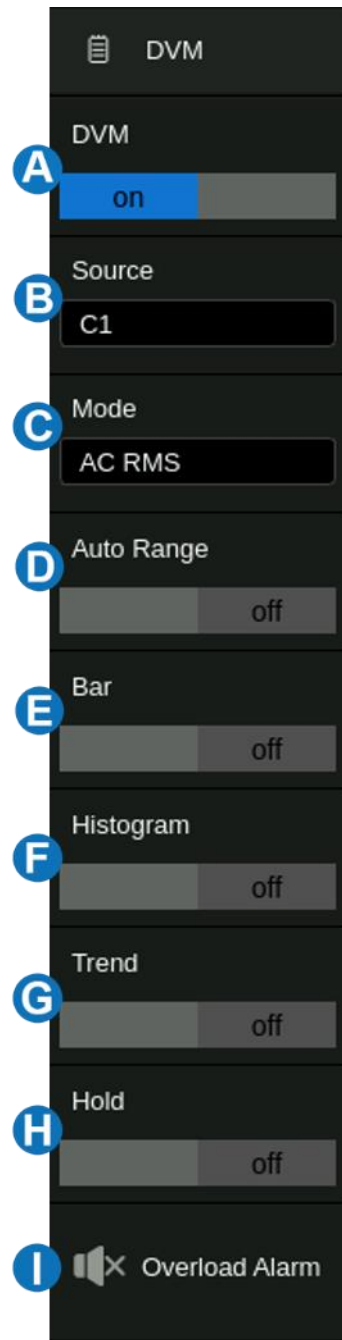 DVM
DVM
A
on
Source
B
C1
Mode
C
AC RMS
Auto Range
D
off
Bar
E
off
Histogram
F
off
Trend
G
off
Hold
H
off
I
Overload Alarm